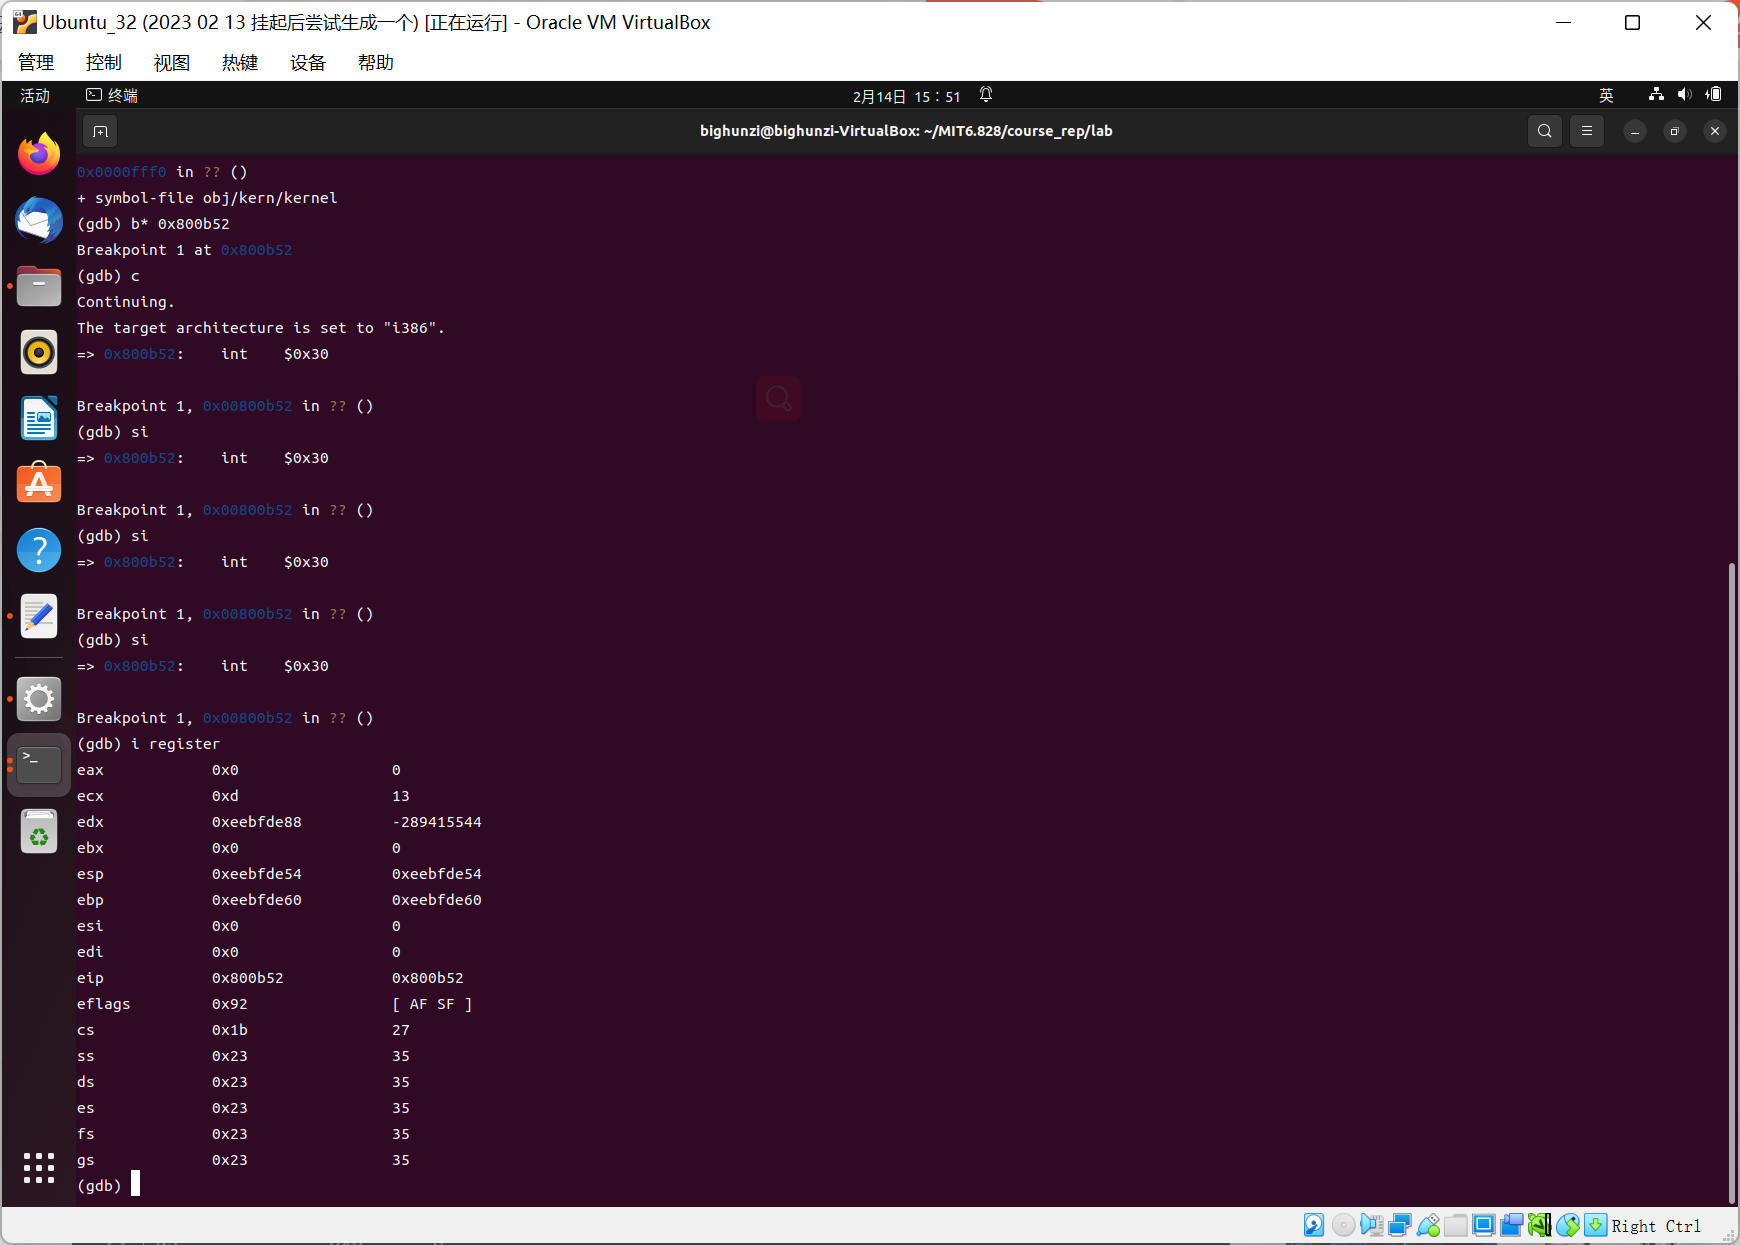 Ubuntu_32 (2023 02 13 挂起后尝试生成一个) [正在运行] - Oracle VM VirtualBox
管理 控制 视图 热键 设备 帮助
活动 终端 2月14日 15：51 英
bighunzi@bighunzi-VirtualBox: ~/MIT6.828/course_rep/lab
0x0000fff0 in ?? ()
+ symbol-file obj/kern/kernel
(gdb) b* 0x800b52
Breakpoint 1 at 0x800b52
(gdb) c
Continuing.
The target architecture is set to "i386".
=> 0x800b52: int $0x30
Breakpoint 1, 0x00800b52 in ?? ()
(gdb) si
=> 0x800b52: int $0x30
Breakpoint 1, 0x00800b52 in ?? ()
(gdb) si
=> 0x800b52: int $0x30
Breakpoint 1, 0x00800b52 in ?? ()
(gdb) si
=> 0x800b52: int $0x30
Breakpoint 1, 0x00800b52 in ?? ()
(gdb) i register
eax 0x0 0
ecx 0xd 13
edx 0xeebfde88 -289415544
ebx 0x0 0
esp 0xeebfde54 0xeebfde54
ebp 0xeebfde60 0xeebfde60
esi 0x0 0
edi 0x0 0
eip 0x800b52 0x800b52
eflags 0x92 [ AF SF ]
cs 0x1b 27
ss 0x23 35
ds 0x23 35
es 0x23 35
fs 0x23 35
gs 0x23 35
(gdb)
Right Ctrl